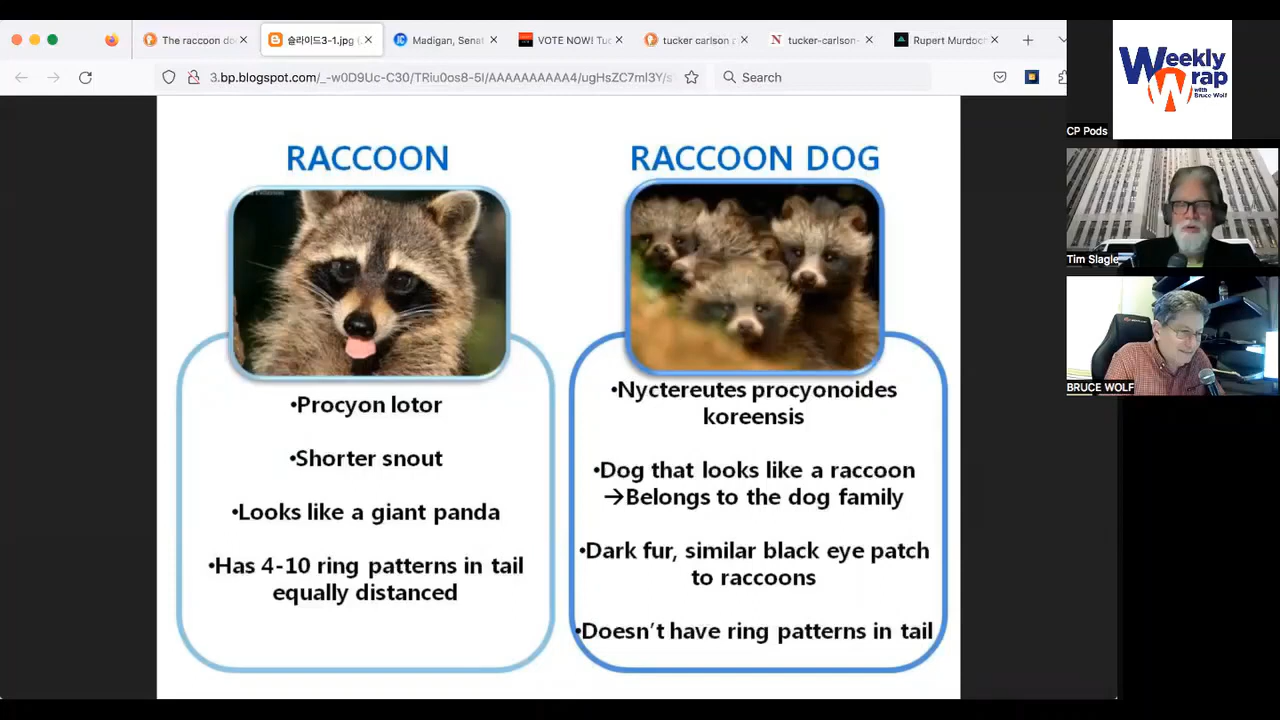 The raccoon do
슬라이드3-1.jpg (
Madigan, Senat
VOTE NOW! Tuc
tucker carlson p
tucker-carlson-
Rupert Murdoch
3.bp.blogspot.com/_-w0D9Uc-C30/TRiu0os8-5I/AAAAAAAAAA4/ugHsZC7ml3Y/s
Search
RACCOON
•Procyon lotor
•Shorter snout
•Looks like a giant panda
•Has 4-10 ring patterns in tail
equally distanced
RACCOON DOG
•Nyctereutes procyonoides
koreensis
•Dog that looks like a raccoon
→Belongs to the dog family
•Dark fur, similar black eye patch
to raccoons
•Doesn't have ring patterns in tail
Weekly
Wrap
with
Bruce Wolf
CP Pods
Tim Slagle
BRUCE WOLF